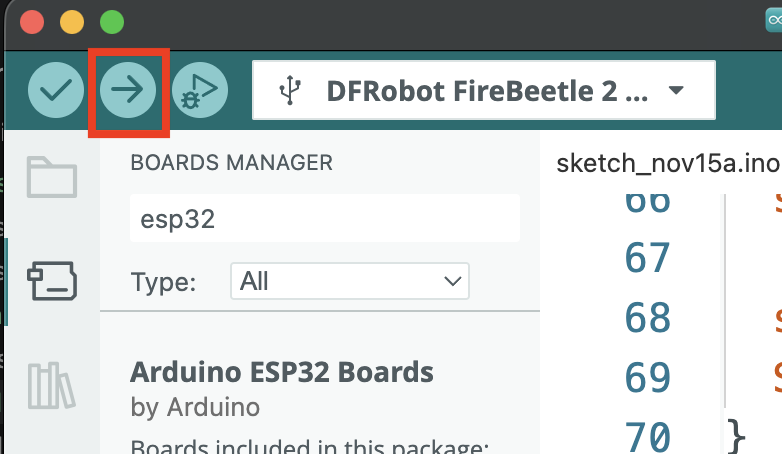 DFRobot FireBeetle 2 ...
BOARDS MANAGER
esp32
Type: All
Arduino ESP32 Boards
by Arduino
Boards included in this package:
sketch_nov15a.ino
66
67
68
69
70 }